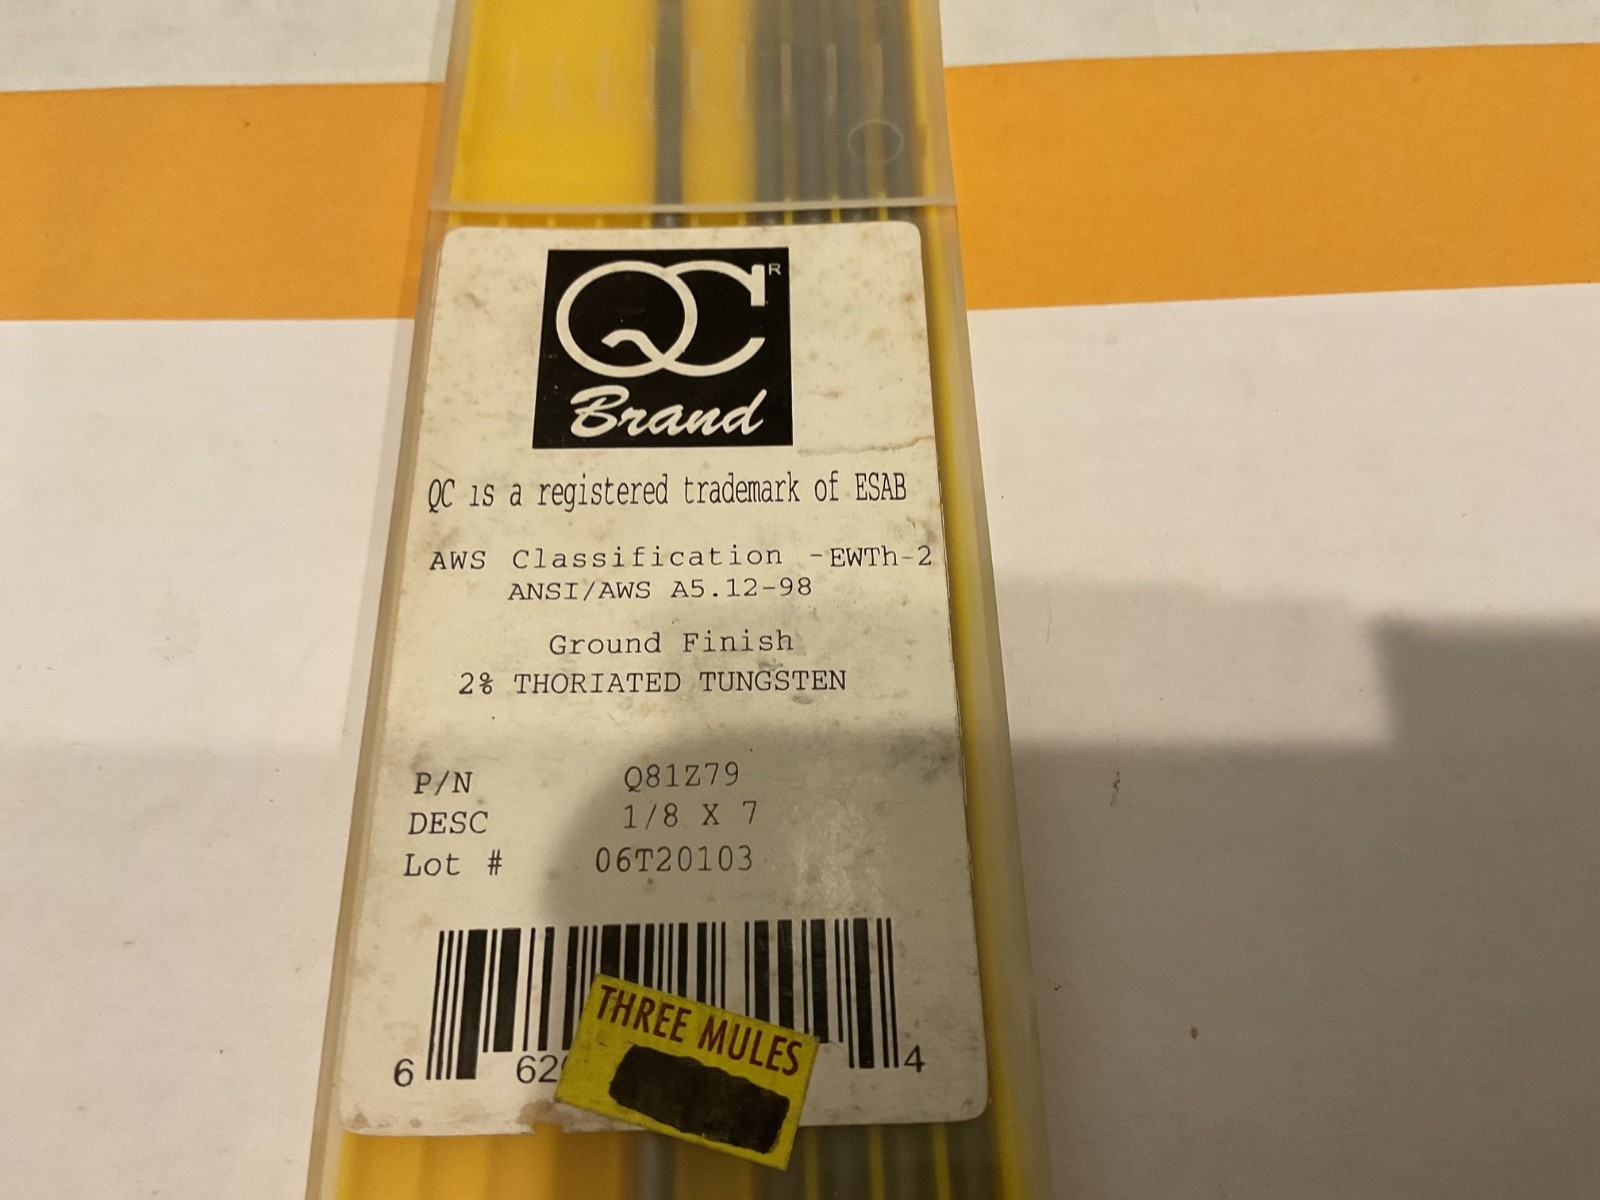 QC R
Brand
QC is a registered trademark of ESAB
AWS Classification -EWTh-2
ANSI/AWS A5.12-98
Ground Finish
2% THORIATED TUNGSTEN
P/N Q81Z79
DESC 1/8 X 7
Lot # 06T20103
THREE MULES
6 62 4